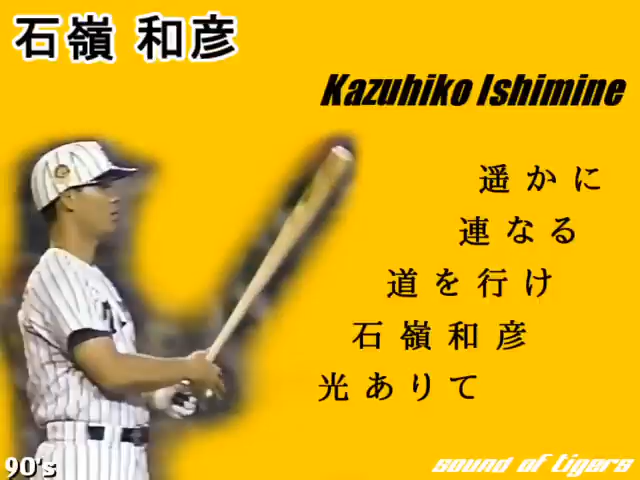 石嶺 和彦
Kazuhiko Ishimine
遥かに
連なる
道を行け
石嶺和彦
光ありて
90's
sound of tigers